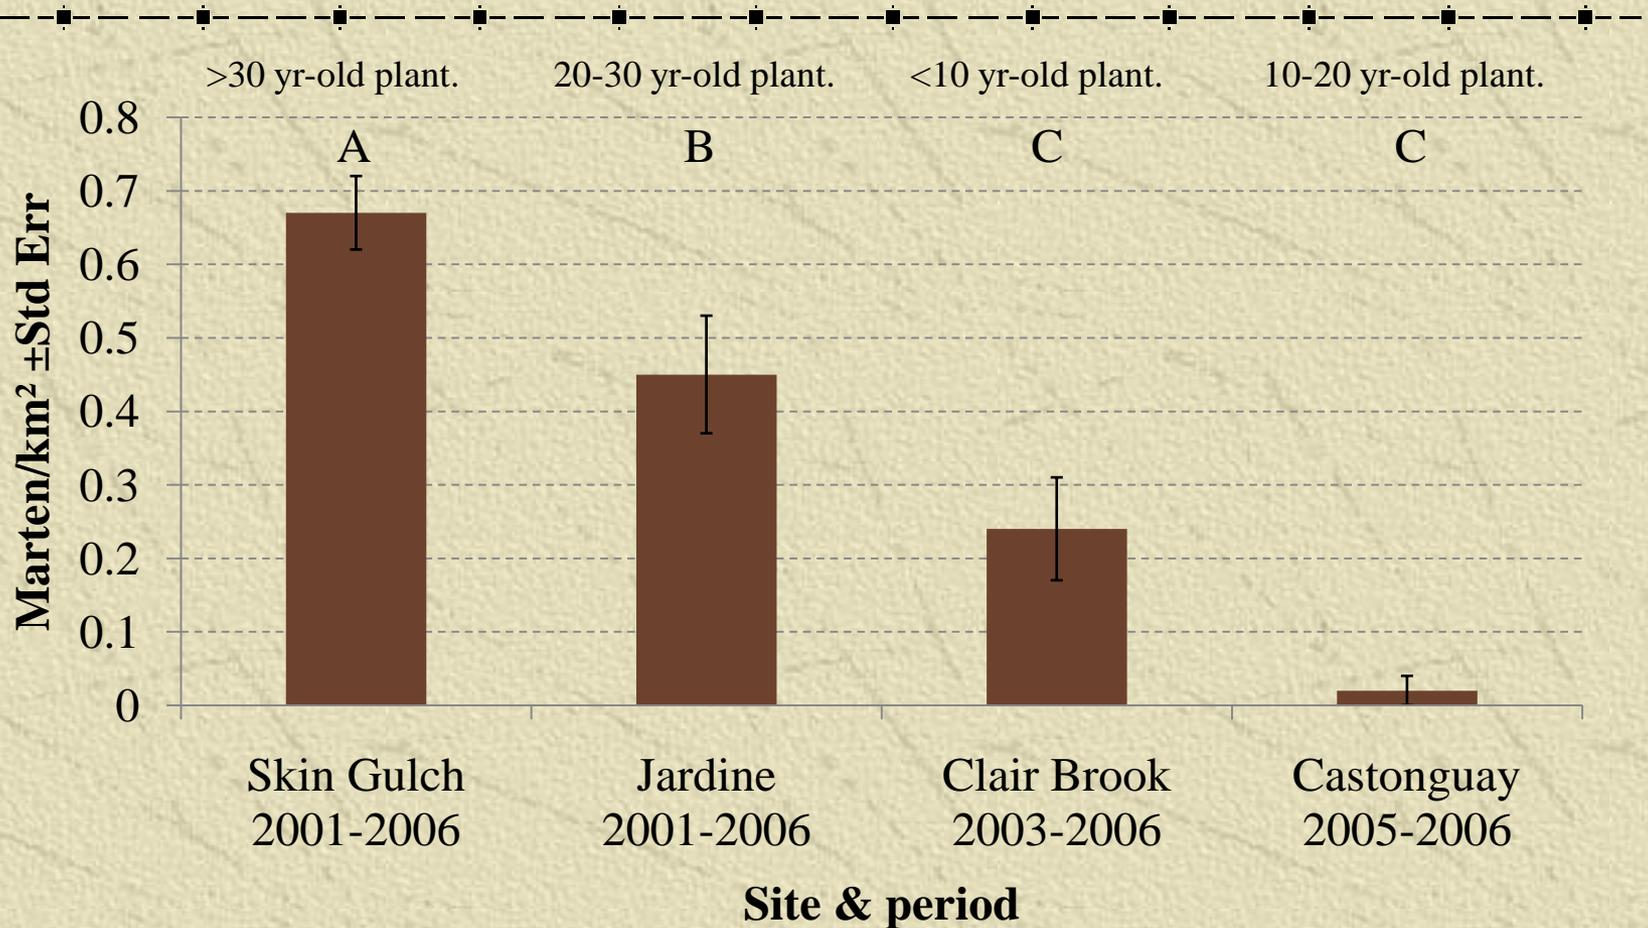 >30 yr-old plant. 20-30 yr-old plant. <10 yr-old plant. 10-20 yr-old plant.
A B C C
0.8
0.7
0.6
0.5
0.4
0.3
0.2
0.1
0
Marten/km² ±Std Err
Skin Gulch Jardine Clair Brook Castonguay
2001-2006 2001-2006 2003-2006 2005-2006
Site & period